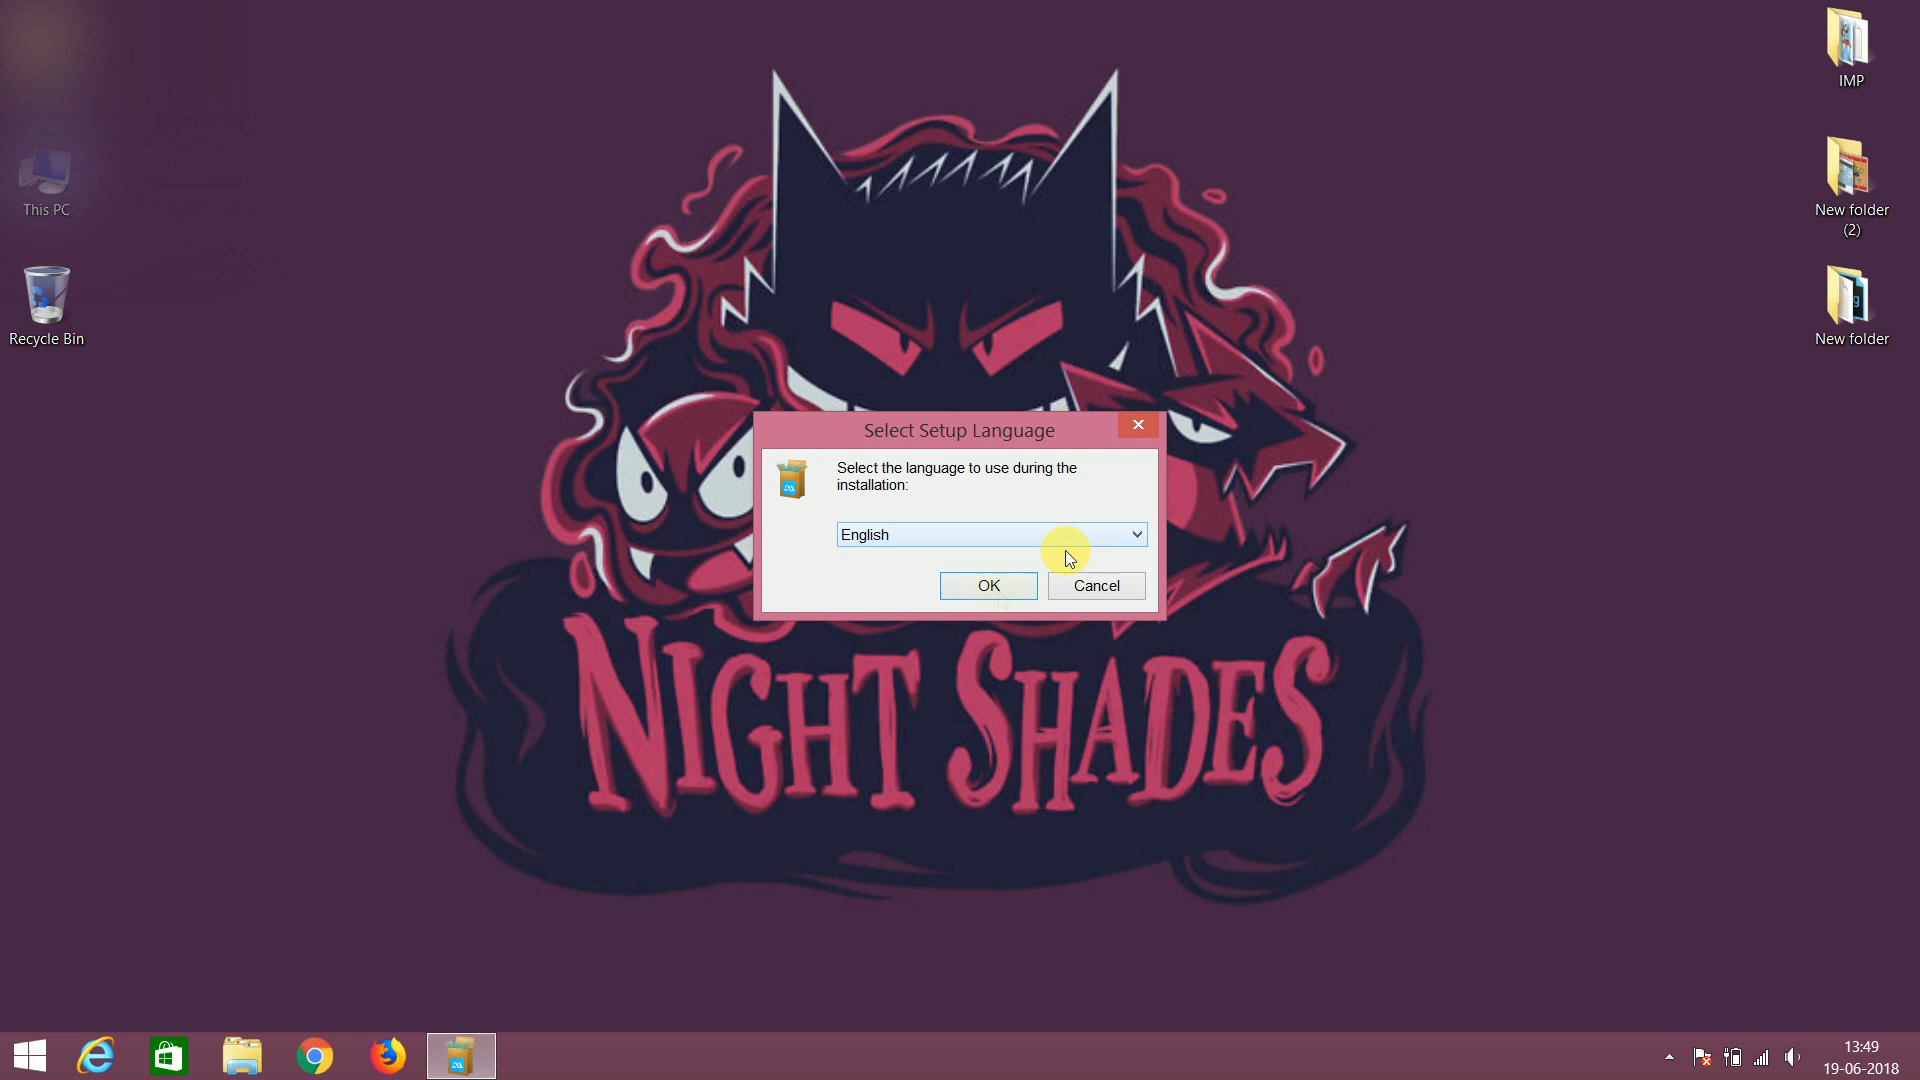 IMP
This PC
New folder
(2)
Recycle Bin
New folder
Select Setup Language
Select the language to use during the
installation:
English
OK
Cancel
NIGHT SHADES
13:49
19-06-2018